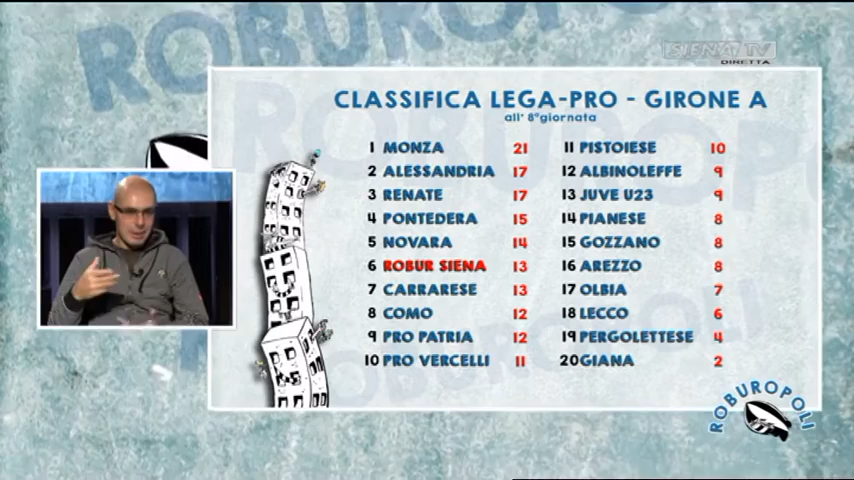 ROBUROPOLI
SIENA TV
DIRETTA
CLASSIFICA LEGA-PRO - GIRONE A
all' 8ªgiornata
1 MONZA 21
2 ALESSANDRIA 17
3 RENATE 17
4 PONTEDERA 15
5 NOVARA 14
6 ROBUR SIENA 13
7 CARRARESE 13
8 COMO 12
9 PRO PATRIA 12
10 PRO VERCELLI 11
11 PISTOIESE 10
12 ALBINOLEFFE 9
13 JUVE U23 9
14 PIANESE 8
15 GOZZANO 8
16 AREZZO 8
17 OLBIA 7
18 LECCO 6
19 PERGOLETTESE 4
20 GIANA 2
ROBUROPOLI